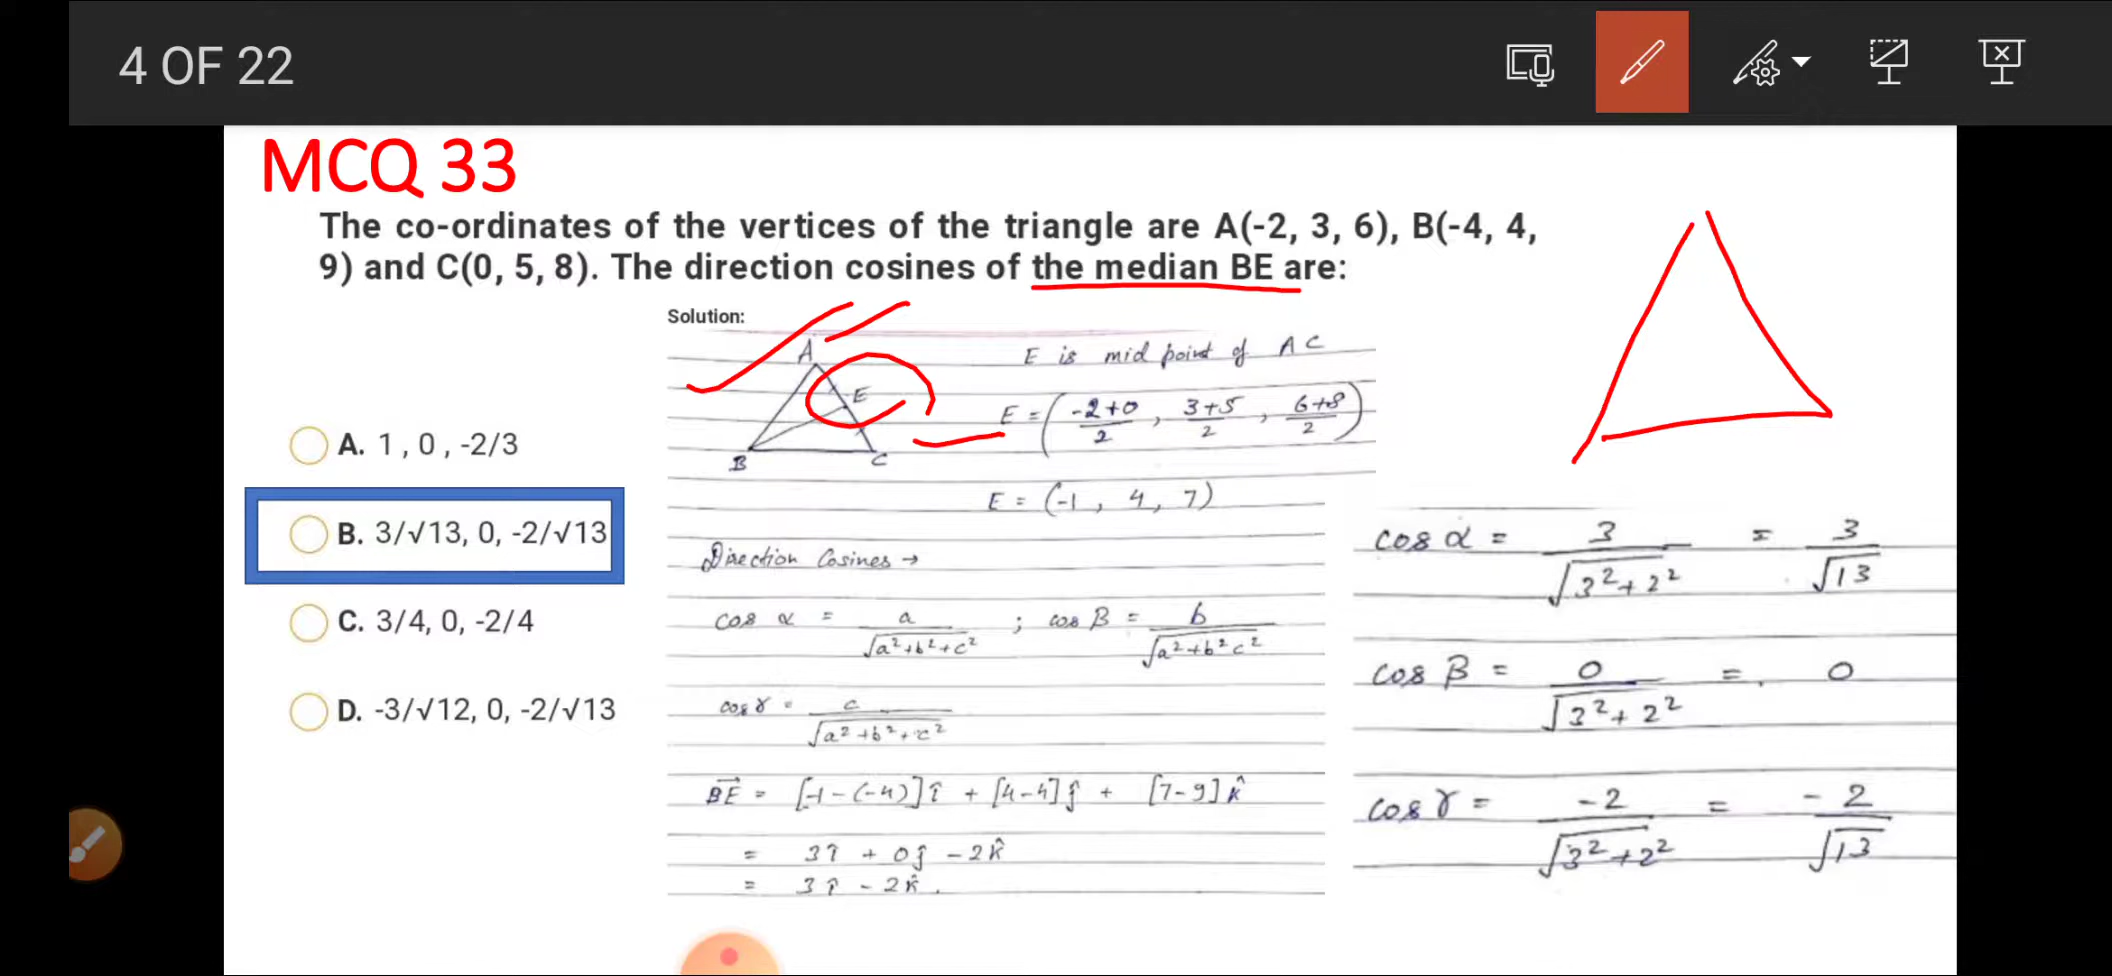 4 OF 22
MCQ 33
The co-ordinates of the vertices of the triangle are A(-2, 3, 6), B(-4, 4,
9) and C(0, 5, 8). The direction cosines of the median BE are:
Solution:
A
E
B
C
E is mid point of AC
E = (-2+0/2 , 3+5/2 , 6+8/2)
E = (-1 , 4 , 7)
A. 1 , 0 , -2/3
B. 3/√13, 0, -2/√13
C. 3/4, 0, -2/4
D. -3/√12, 0, -2/√13
Direction Cosines →
cos α = a/√a²+b²+c² ; cos β = b/√a²+b²c²
cos γ = c/√a²+b²+c²
BE = [-1-(-4)]î + [4-4]ĵ + [7-9]k̂
= 3î + 0ĵ - 2k̂
= 3î - 2k̂.
cos α = 3/√3²+2² = 3/√13
cos β = 0/√3²+2² = 0
cos γ = -2/√3²+2² = -2/√13